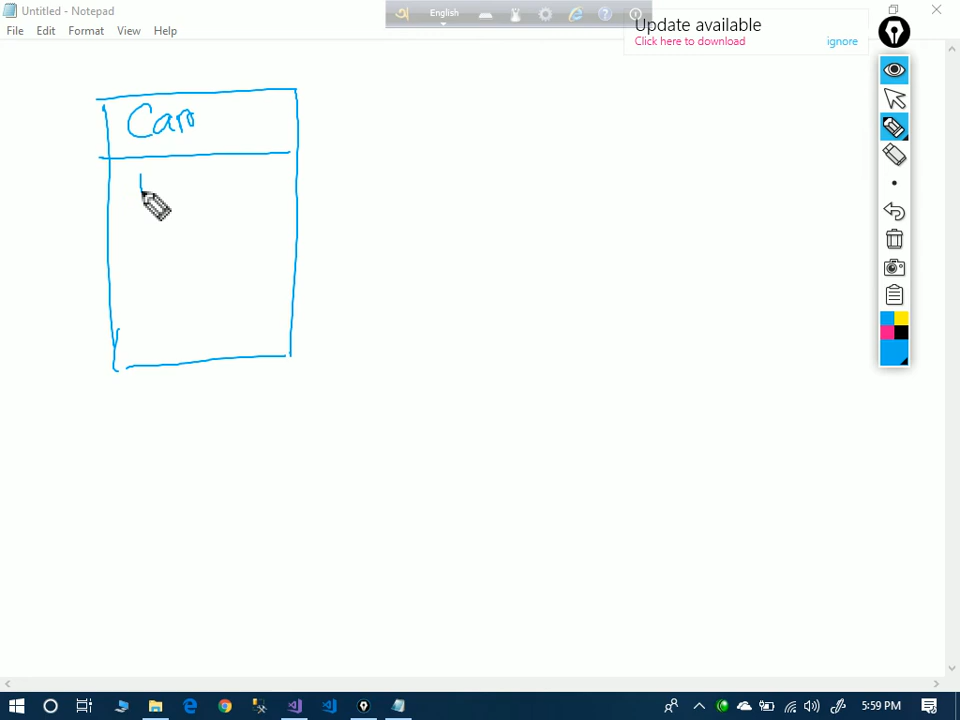 Untitled - Notepad
English
Update available
Click here to download
ignore
File Edit Format View Help
Car
5:59 PM